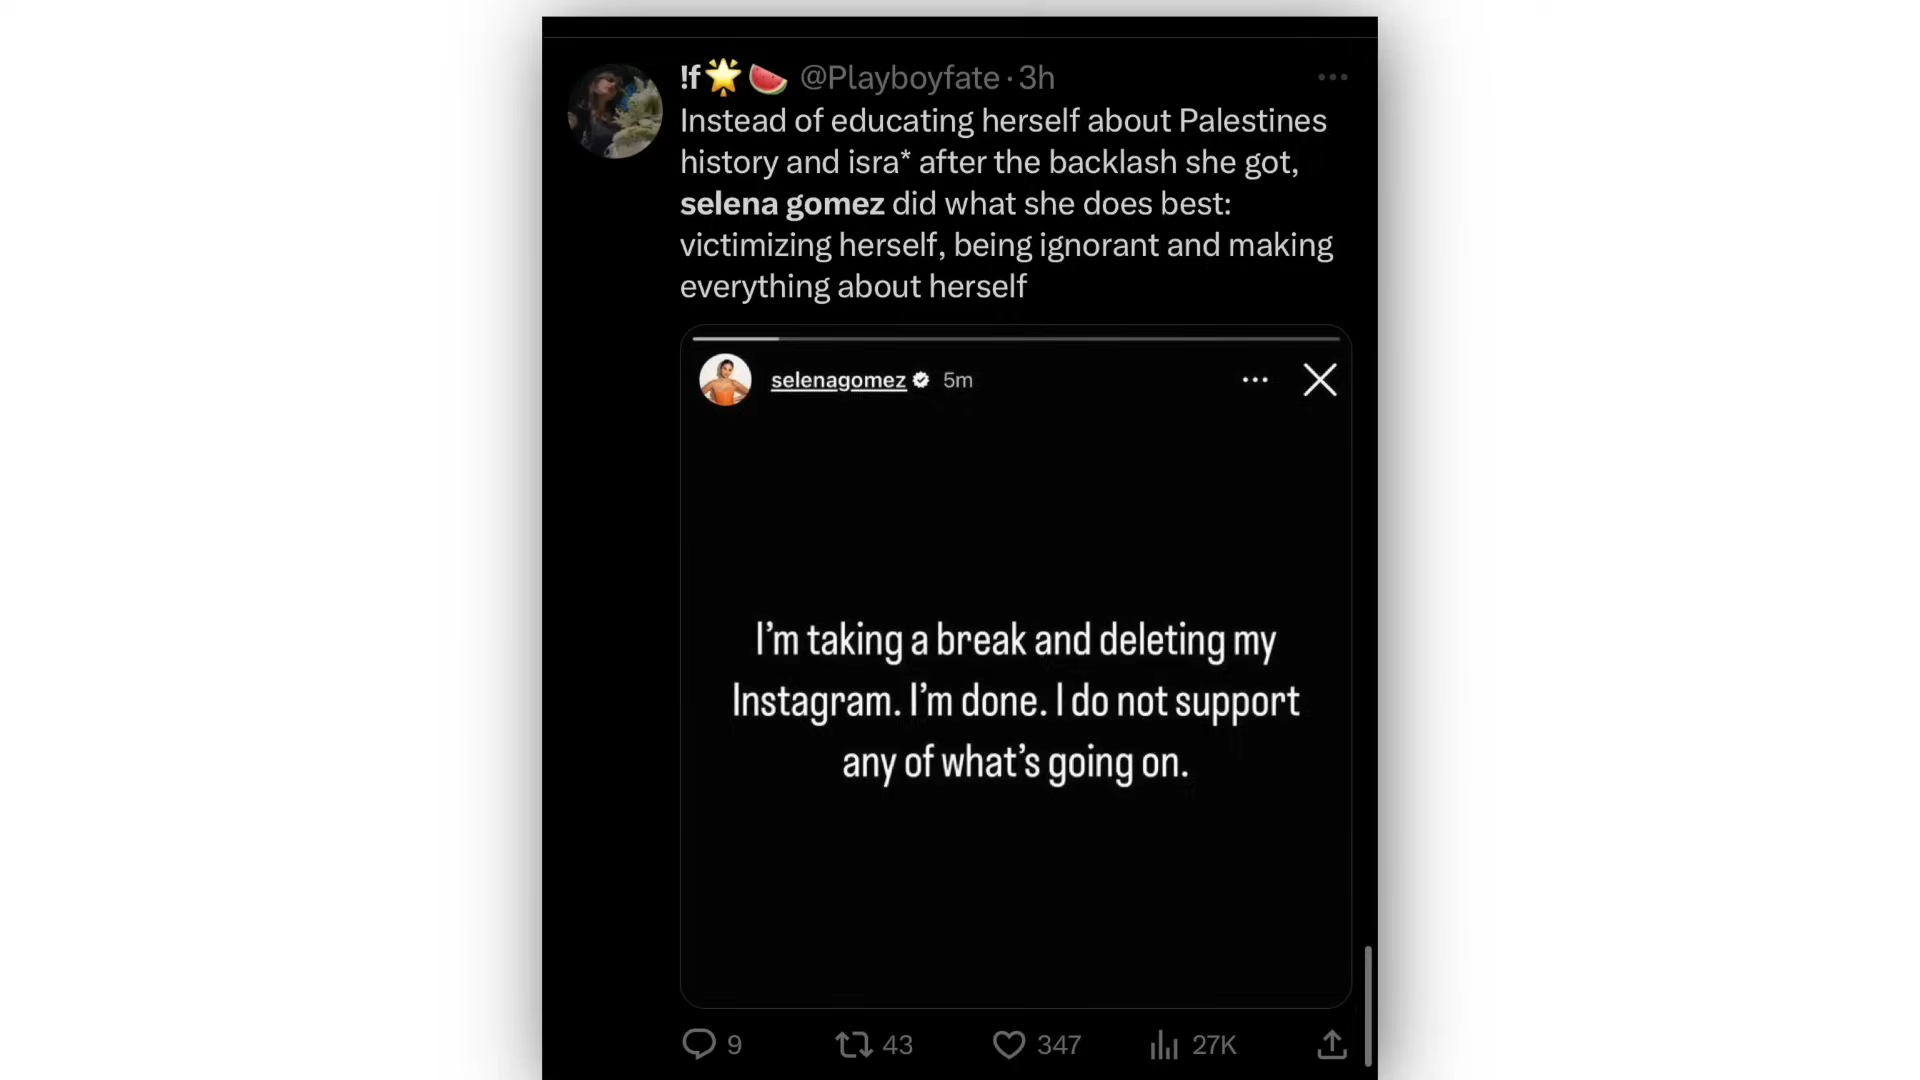 !f🌟🍉 @Playboyfate · 3h
Instead of educating herself about Palestines
history and isra* after the backlash she got,
selena gomez did what she does best:
victimizing herself, being ignorant and making
everything about herself
selenagomez 5m
I'm taking a break and deleting my
Instagram. I'm done. I do not support
any of what's going on.
9 43 347 27K